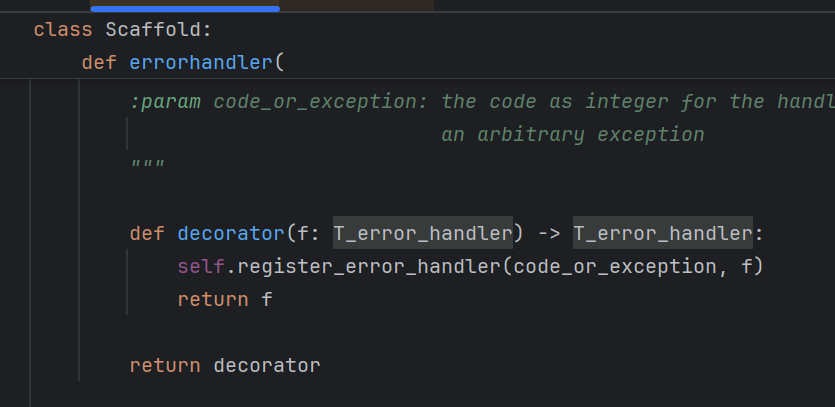 class Scaffold:
def errorhandler(
:param code_or_exception: the code as integer for the
an arbitrary exception
"""
def decorator(f: T_error_handler) -> T_error_handler:
self.register_error_handler(code_or_exception, f)
return f
return decorator